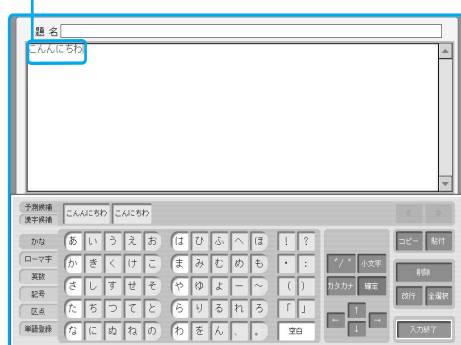 題 名
こんんにちわ
予測候補
漢字候補
こんんにちわ こんんにちわ < >
かな あ い う え お は ひ ふ へ ほ ! ? コピー 貼付
ローマ字 か き く け こ ま み む め も ・ : ゛/゜ 小文字 削除
英数 さ し す せ そ や ゆ よ ー ～ ( ) カタカナ 確定
記号 改行 全選択
区点 た ち つ て と ら り る れ ろ 「 」 ↑
単語登録 な に ぬ ね の わ を ん 、 。 空白 ← ↓ → 入力終了